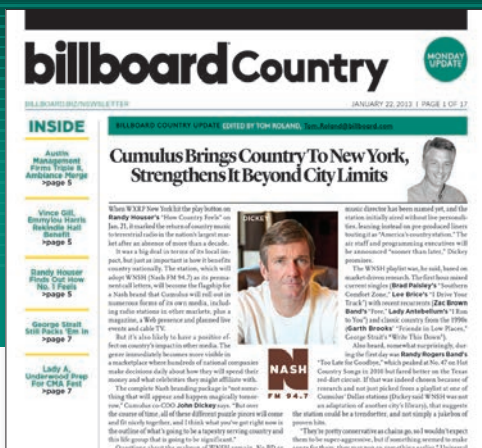 billboard Country
MONDAY
UPDATE
BILLBOARD.BIZ/NEWSLETTER
JANUARY 22, 2013 | PAGE 1 OF 17
INSIDE
Austin
Management
Firms Triple 8,
Ambiance Merge
>page 5
Vince Gill,
Emmylou Harris
Rekindle Hall
Benefit
>page 5
Randy Houser
Finds Out How
No. 1 Feels
>page 5
George Strait
Still Packs 'Em In
>page 7
Lady A,
Underwood Prep
For CMA Fest
>page 7
BILLBOARD COUNTRY UPDATE EDITED BY TOM ROLAND, Tom.Roland@billboard.com
Cumulus Brings Country To New York,
Strengthens It Beyond City Limits
When WXRP New York hit the play button on
Randy Houser's "How Country Feels" on
Jan. 21, it marked the return of country music
to terrestrial radio in the nation's largest mar-
ket after an absence of more than a decade.
It was a big deal in terms of its local im-
pact, but just as important is how it benefits
country nationally. The station, which will
adopt WNSH (Nash FM 94.7) as its perma-
nent call letters, will become the flagship for
a Nash brand that Cumulus will roll out in
numerous forms of its own media, includ-
ing radio stations in other markets, plus a
magazine, a Web presence and planned live
events and cable TV.
But it's also likely to have a positive ef-
fect on country's impact in other media. The
genre immediately becomes more visible in
a marketplace where hundreds of national companies
make decisions daily about how they will spend their
money and what celebrities they might affiliate with.
The complete Nash branding package is "not some-
thing that will appear and happen magically tomor-
row," Cumulus co-COO John Dickey says. "But over
the course of time, all of these different puzzle pieces will come
and fit nicely together, and I think what you've got right now is
the outline of what's going to be a tapestry serving country and
this life group that is going to be significant."
DICKEY
NASH
FM 94.7
music director has been named yet, and the
station initially aired without live personali-
ties, leaning instead on pre-produced liners
touting it as "America's country station." The
air staff and programming executives will
be announced "sooner than later," Dickey
promises.
The WNSH playlist was, he said, based on
market-driven research. The first hour mixed
current singles (Brad Paisley's "Southern
Comfort Zone," Lee Brice's "I Drive Your
Truck") with recent recurrents (Zac Brown
Band's "Free," Lady Antebellum's "I Run
to You") and classic country from the 1990s
(Garth Brooks' "Friends in Low Places,"
George Strait's "Write This Down").
Also heard, somewhat surprisingly, dur-
ing the first day was Randy Rogers Band's
"Too Late for Goodbye," which peaked at No. 47 on Hot
Country Songs in 2010 but fared better on the Texas
red-dirt circuit. If that was indeed chosen because of
research and not just picked from a playlist at one of
Cumulus' Dallas stations (Dickey said WNSH was not
an adaptation of another city's library), that suggests
the station could be a trendsetter, and not simply a jukebox of
proven hits.
"They're pretty conservative as chains go, so I wouldn't expect
them to be super-aggressive, but if something seemed to make